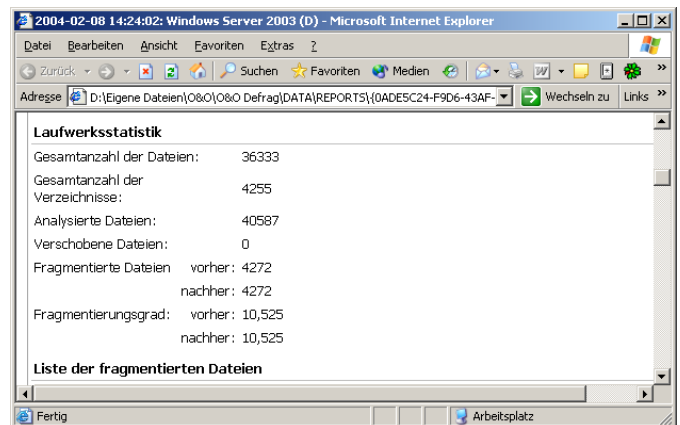 2004-02-08 14:24:02: Windows Server 2003 (D) - Microsoft Internet Explorer
Datei Bearbeiten Ansicht Favoriten Extras ?
Zurück Suchen Favoriten Medien »
Adresse D:\Eigene Dateien\O&O\O&O Defrag\DATA\REPORTS\{0ADE5C24-F9D6-43AF- Wechseln zu Links »
Laufwerksstatistik
Gesamtanzahl der Dateien: 36333
Gesamtanzahl der
Verzeichnisse: 4255
Analysierte Dateien: 40587
Verschobene Dateien: 0
Fragmentierte Dateien vorher: 4272
nachher: 4272
Fragmentierungsgrad: vorher: 10,525
nachher: 10,525
Liste der fragmentierten Dateien
Fertig Arbeitsplatz